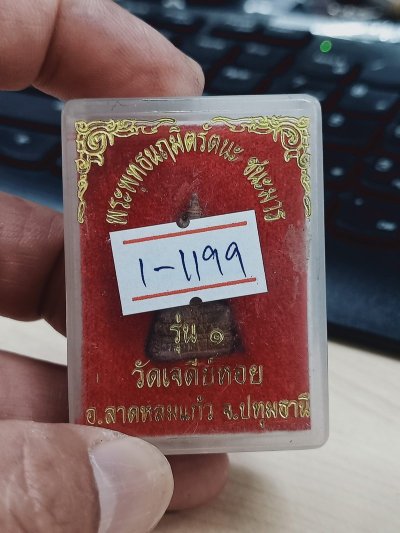 พระพุทธนฤมิตรัตนะ ชนะมาร
1-1199
รุ่น ๑
วัดเจดีย์หอย
อ.ลาดหลุมแก้ว จ.ปทุมธานี